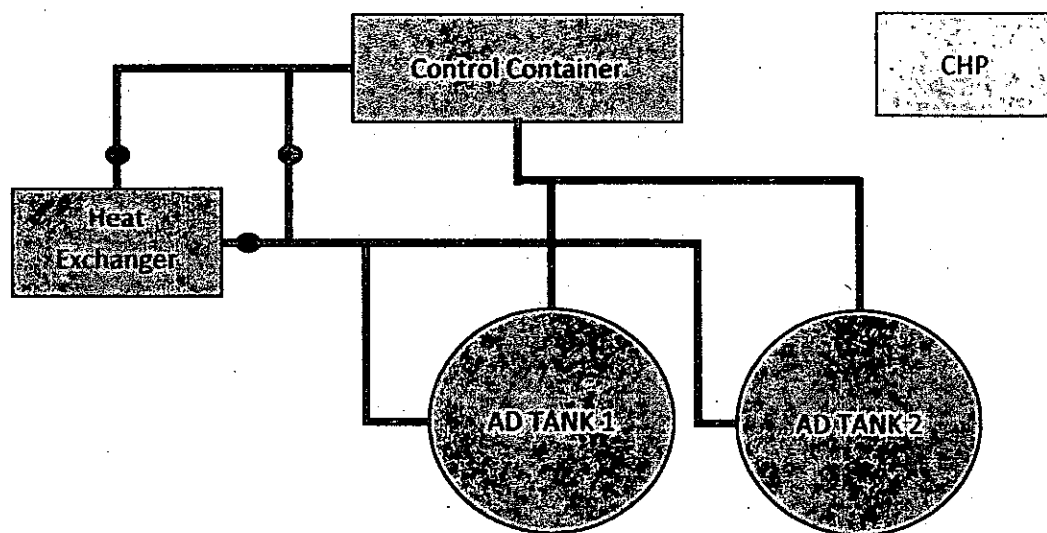 Control Container
CHP
Heat
Exchanger
AD TANK 1
AD TANK 2